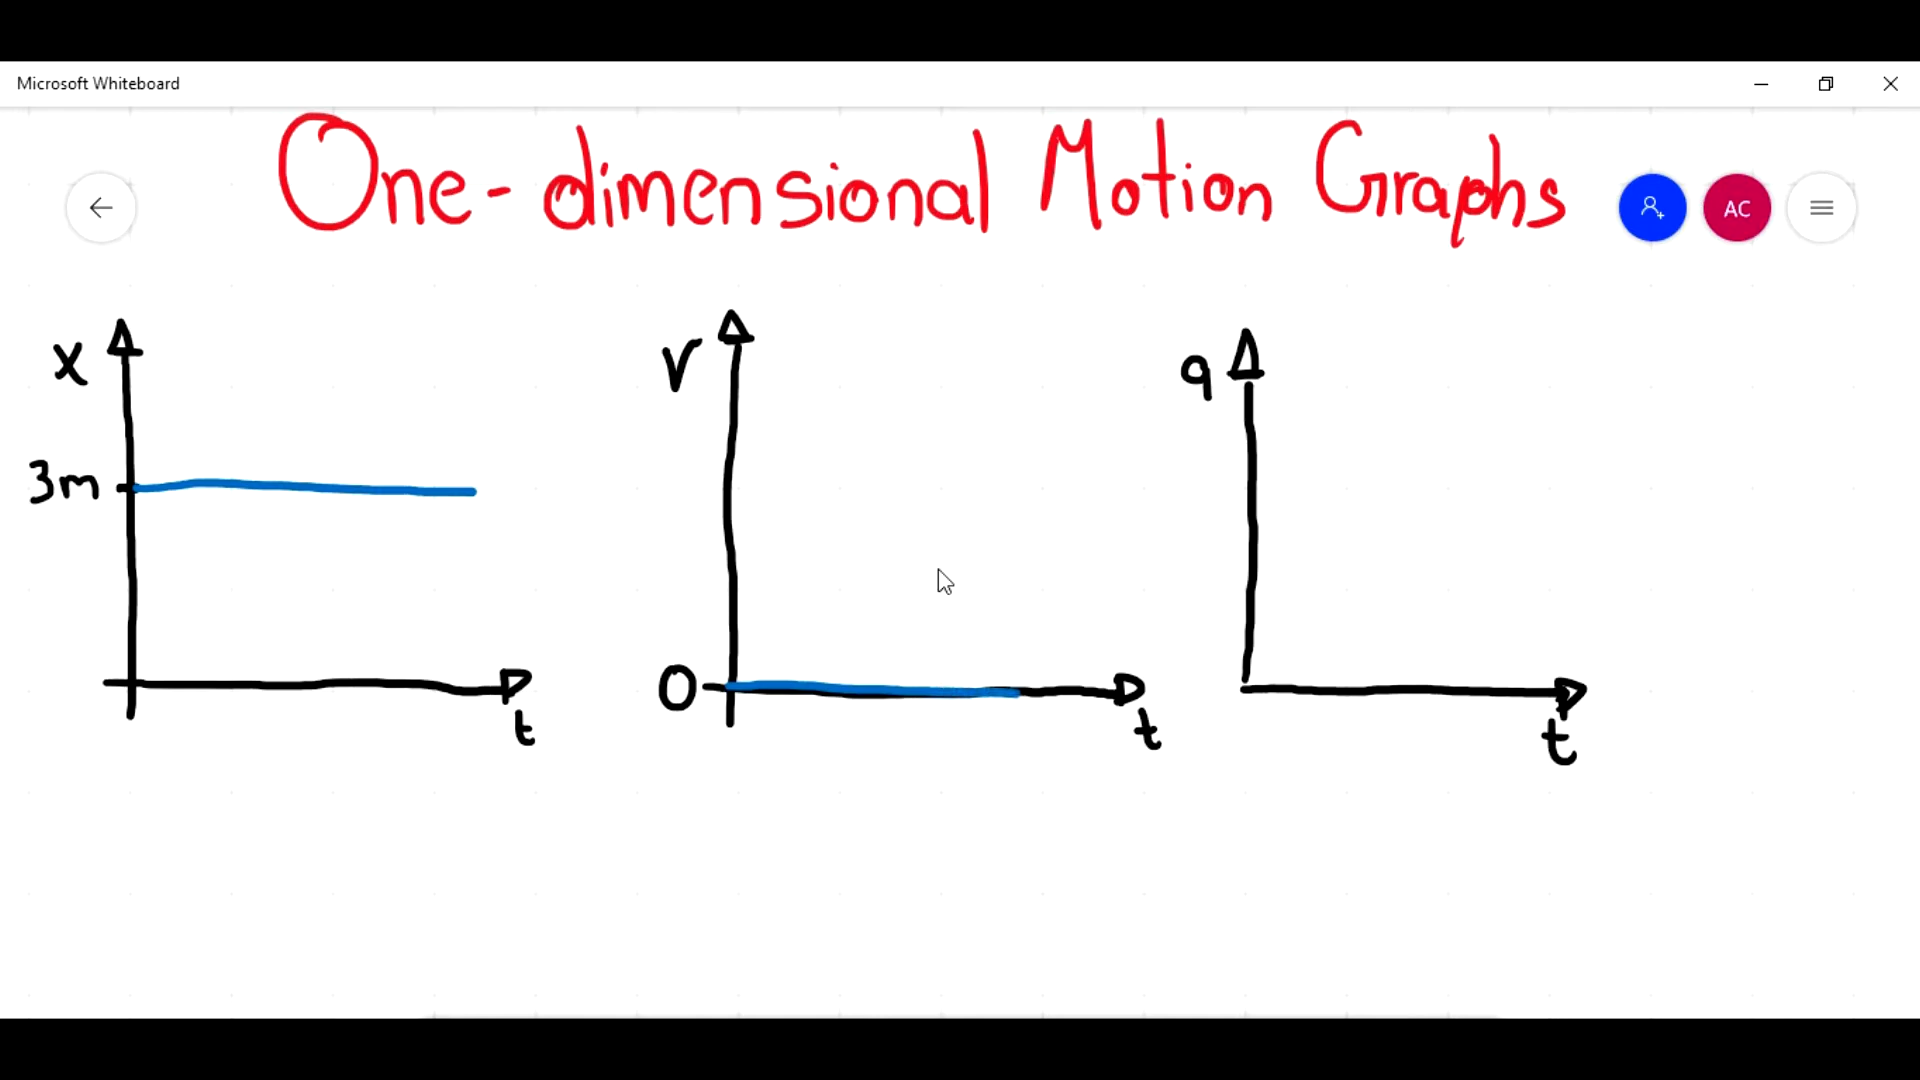 Microsoft Whiteboard
One-dimensional Motion Graphs
AC
x
3m
t
v
0
t
a
t